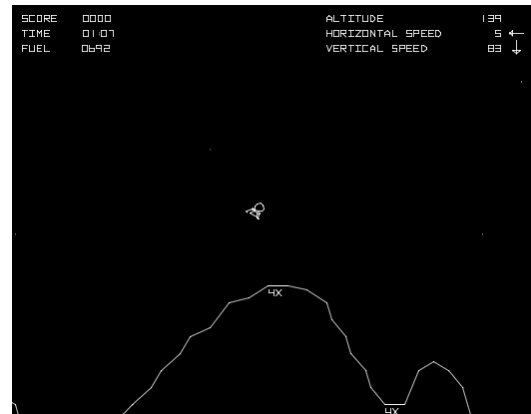 SCORE 0000
TIME 01:07
FUEL 0692
ALTITUDE 139
HORIZONTAL SPEED 5 ←
VERTICAL SPEED 83 ↓
4X
4X